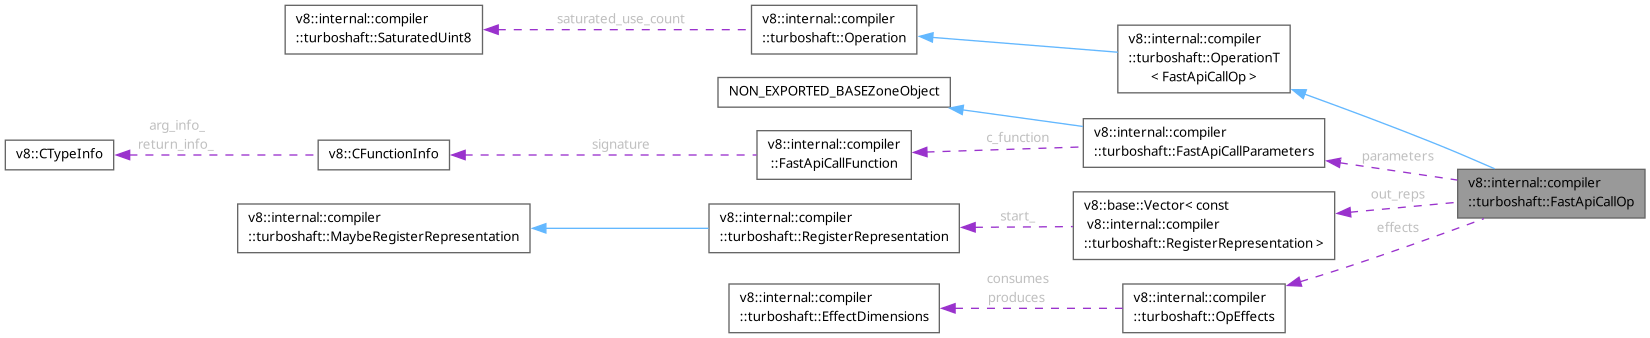 v8::internal::compiler
::turboshaft::SaturatedUint8
saturated_use_count
v8::internal::compiler
::turboshaft::Operation
v8::internal::compiler
::turboshaft::OperationT
< FastApiCallOp >
NON_EXPORTED_BASEZoneObject
v8::CTypeInfo
arg_info_
return_info_
v8::CFunctionInfo
signature
v8::internal::compiler
::FastApiCallFunction
c_function
v8::internal::compiler
::turboshaft::FastApiCallParameters
parameters
v8::internal::compiler
::turboshaft::FastApiCallOp
v8::internal::compiler
::turboshaft::MaybeRegisterRepresentation
v8::internal::compiler
::turboshaft::RegisterRepresentation
start_
v8::base::Vector< const
v8::internal::compiler
::turboshaft::RegisterRepresentation >
out_reps
effects
v8::internal::compiler
::turboshaft::EffectDimensions
consumes
produces
v8::internal::compiler
::turboshaft::OpEffects